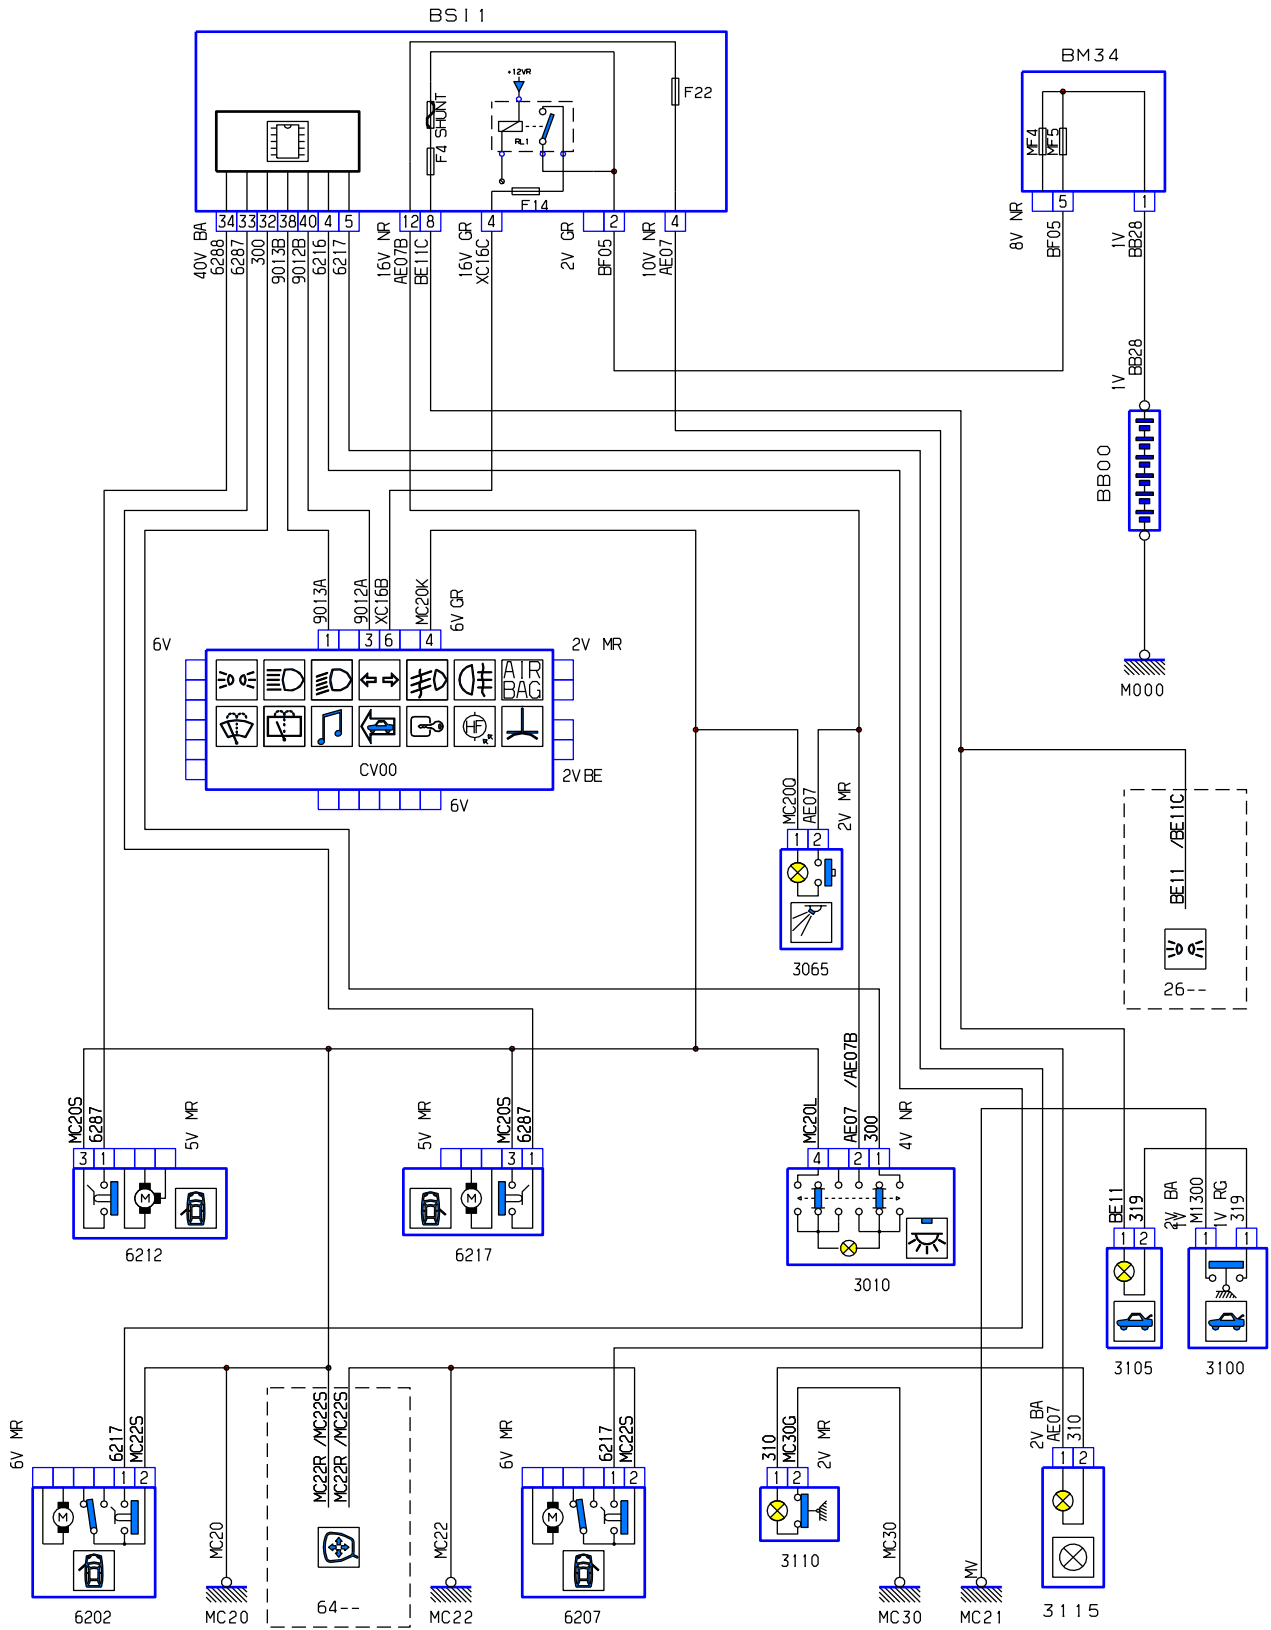 BSI1
BM34
+12VR
F22
F4 SHUNT
RL1
F14
MF4
MF5
34 33 32 38 40 4 5
12 8
4
2
4
5
1
40V BA
6288
6287
300
9013B
9012B
6216
6217
16V NR
AE07B
BE11C
16V GR
XC16C
2V GR
BF05
10V NR
AE07
8V NR
BF05
1V
BB28
1V
BB28
BB00
M000
9013A
9012A
XC16B
MC20K
6V GR
6V
1 3 6 4
2V MR
AIR
BAG
HF
CV00
2V BE
6V
MC20Q
AE07
2V MR
1 2
3065
BE11 /BE11C
26--
MC20S
6287
5V MR
3 1
M
6212
5V MR
MC20S
6287
3 1
M
6217
MC20L
AE07 /AE07B
300
4V NR
4 2 1
3010
BE11
319
2V BA
1V
M1300
1V RG
319
1 2
1 1
3105
3100
6V MR
6217
MC22S
1 2
M
6202
MC20
MC20
MC22R /MC22S
MC22R /MC22S
64--
MC22
MC22
6V MR
6217
MC22S
1 2
M
6207
310
MC30G
2V MR
1 2
3110
MC30
MC30
MV
MC21
2V BA
AE07
310
1 2
3115